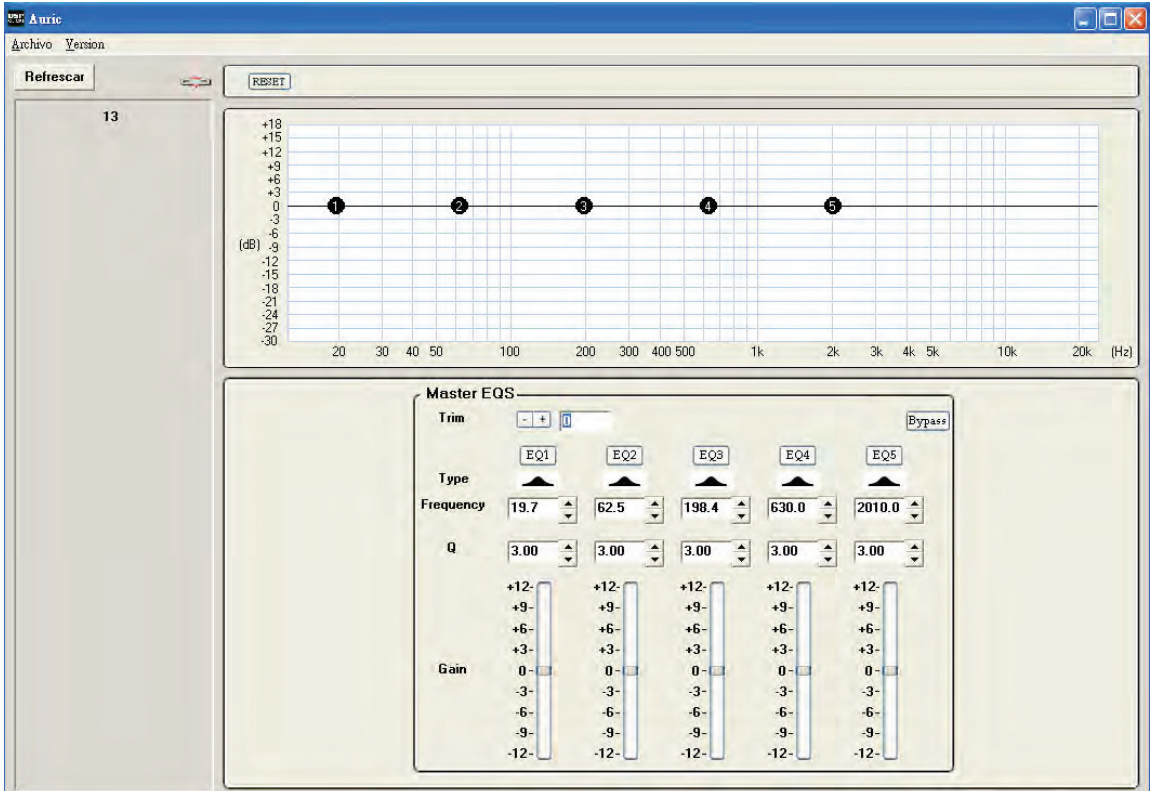 DSP Auric
Archivo Version
Refrescar
13
RESET
+18
+15
+12
+9
+6
+3
0
-3
-6
(dB) -9
-12
-15
-18
-21
-24
-27
-30
1 2 3 4 5
20 30 40 50 100 200 300 400 500 1k 2k 3k 4k 5k 10k 20k (Hz)
Master EQS
Trim - + 0 Bypass
EQ1 EQ2 EQ3 EQ4 EQ5
Type
Frequency 19.7 62.5 198.4 630.0 2010.0
Q 3.00 3.00 3.00 3.00 3.00
+12- +12- +12- +12- +12-
+9- +9- +9- +9- +9-
+6- +6- +6- +6- +6-
+3- +3- +3- +3- +3-
Gain 0- 0- 0- 0- 0-
-3- -3- -3- -3- -3-
-6- -6- -6- -6- -6-
-9- -9- -9- -9- -9-
-12- -12- -12- -12- -12-